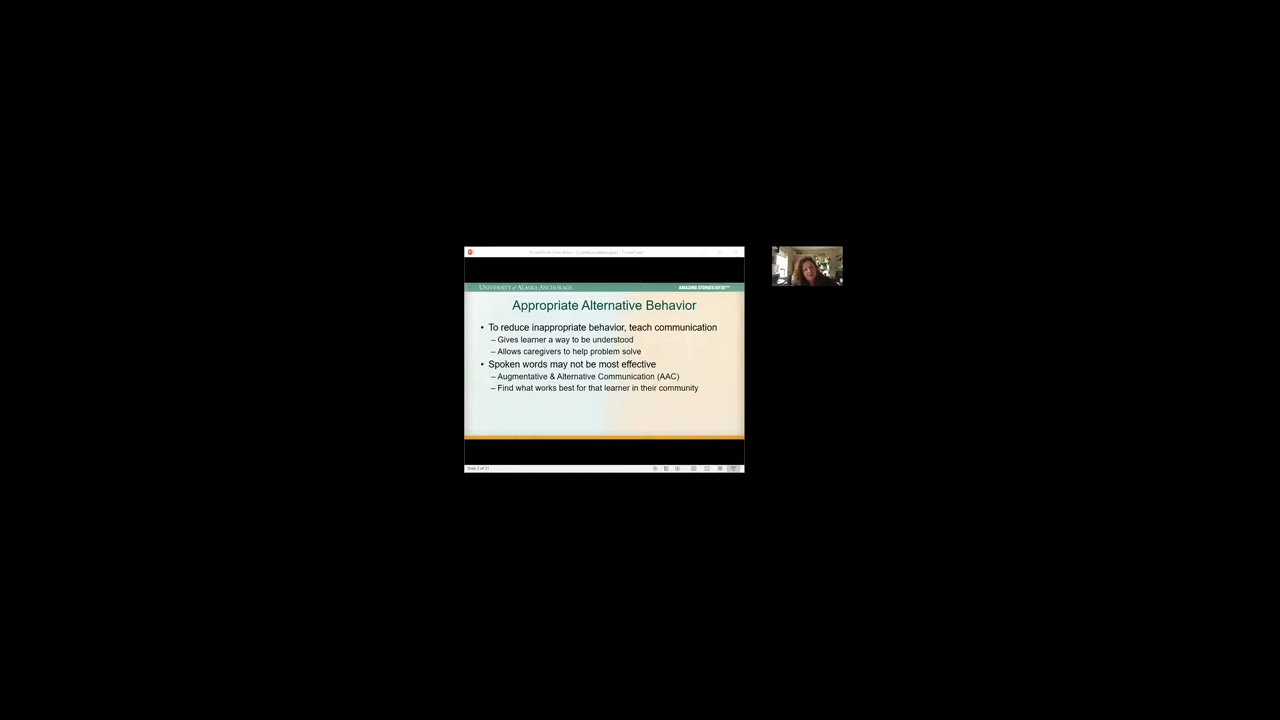 UNIVERSITY of ALASKA ANCHORAGE
AMAZING STORIES
Appropriate Alternative Behavior
• To reduce inappropriate behavior, teach communication
– Gives learner a way to be understood
– Allows caregivers to help problem solve
• Spoken words may not be most effective
– Augmentative & Alternative Communication (AAC)
– Find what works best for that learner in their community